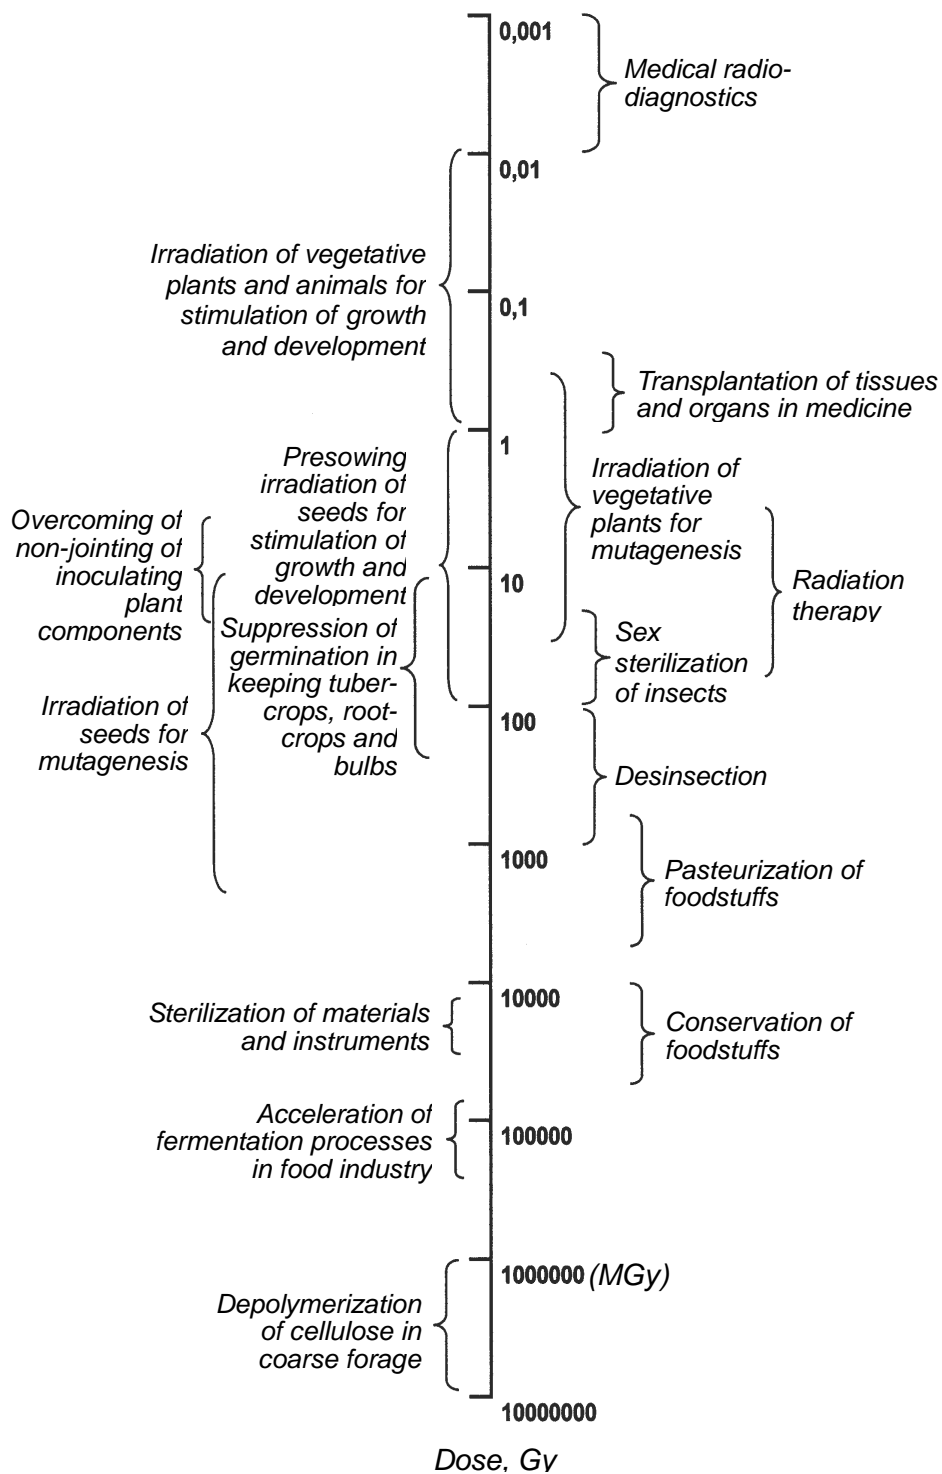 0,001
Medical radio-
diagnostics
0,01
Irradiation of vegetative
plants and animals for
stimulation of growth
and development
0,1
Transplantation of tissues
and organs in medicine
1
Presowing
irradiation of
seeds for
stimulation of
growth and
development
Irradiation of
vegetative
plants for
mutagenesis
Overcoming of
non-jointing of
inoculating
plant
components
10
Radiation
therapy
Suppression of
germination in
keeping tuber-
crops, root-
crops and
bulbs
Sex
sterilization
of insects
Irradiation of
seeds for
mutagenesis
100
Desinsection
1000
Pasteurization of
foodstuffs
10000
Sterilization of materials
and instruments
Conservation of
foodstuffs
Acceleration of
fermentation processes
in food industry
100000
1000000 (MGy)
Depolymerization
of cellulose in
coarse forage
10000000
Dose, Gy